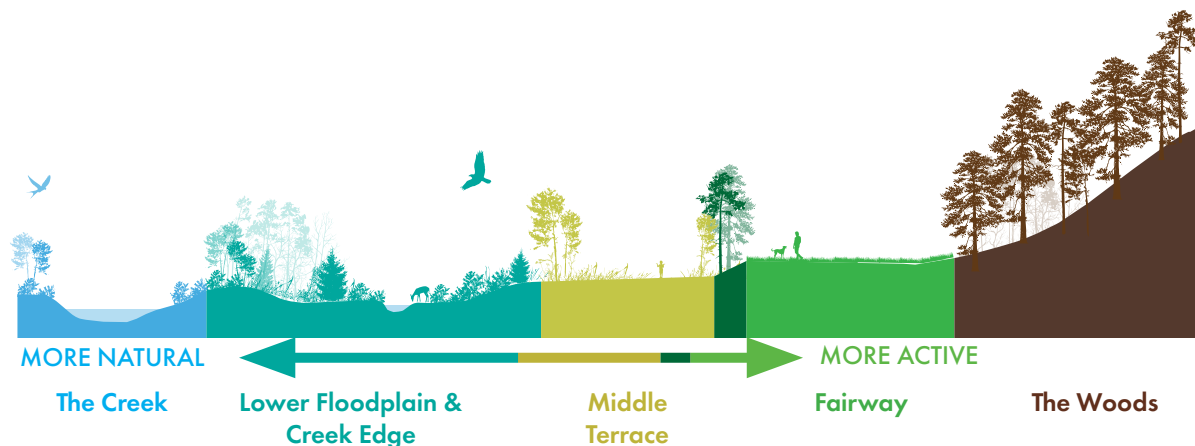 MORE NATURAL
MORE ACTIVE
The Creek
Lower Floodplain &
Creek Edge
Middle
Terrace
Fairway
The Woods